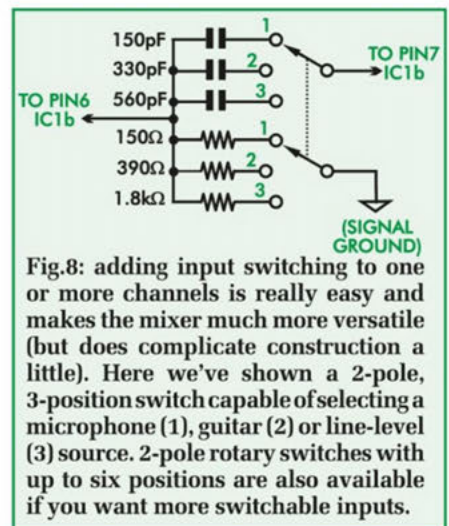 150pF
1
330pF
2
TO PIN7
560pF
3
TO PIN6
IC1b
IC1b
150Ω
1
390Ω
2
1.8kΩ
3
(SIGNAL
GROUND)
Fig.8: adding input switching to one
or more channels is really easy and
makes the mixer much more versatile
(but does complicate construction a
little). Here we've shown a 2-pole,
3-position switch capable of selecting a
microphone (1), guitar (2) or line-level
(3) source. 2-pole rotary switches with
up to six positions are also available
if you want more switchable inputs.